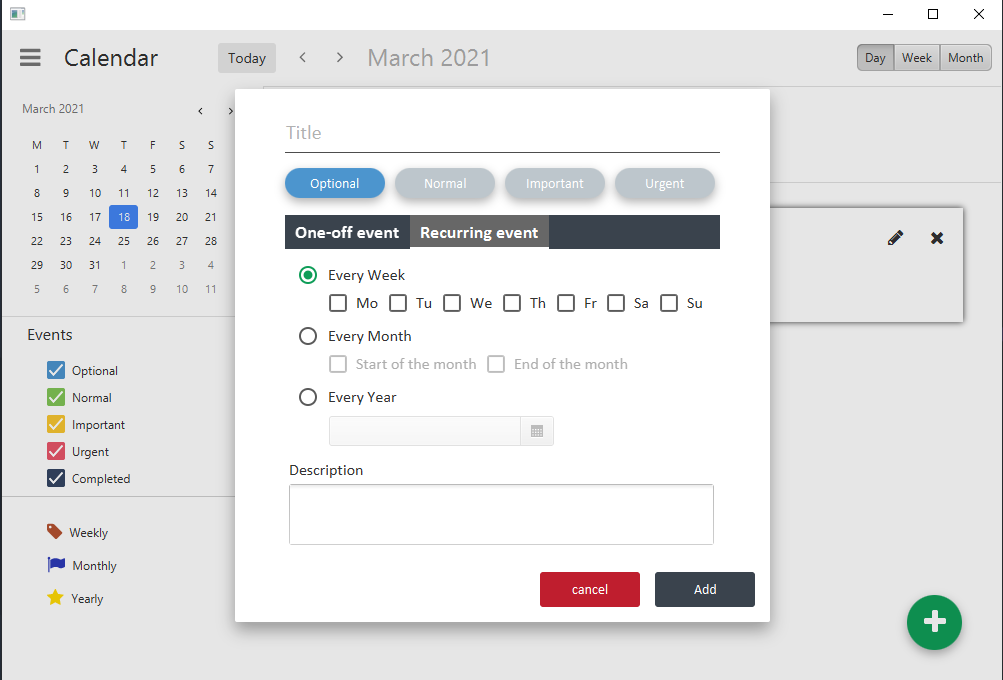 Calendar Today March 2021 Day Week Month
March 2021
M T W T F S S
1 2 3 4 5 6 7
8 9 10 11 12 13 14
15 16 17 18 19 20 21
22 23 24 25 26 27 28
29 30 31 1 2 3 4
5 6 7 8 9 10 11
Events
Optional
Normal
Important
Urgent
Completed
Weekly
Monthly
Yearly
Title
Optional Normal Important Urgent
One-off event Recurring event
Every Week
Mo Tu We Th Fr Sa Su
Every Month
Start of the month End of the month
Every Year
Description
cancel Add